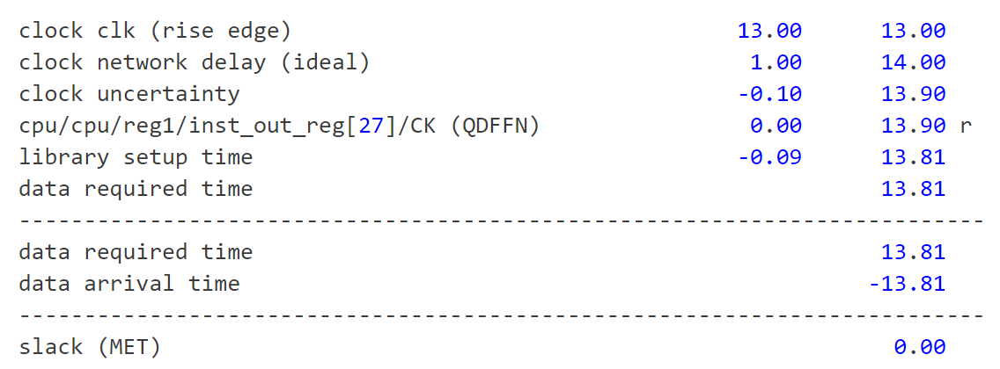 clock clk (rise edge) 13.00 13.00
clock network delay (ideal) 1.00 14.00
clock uncertainty -0.10 13.90
cpu/cpu/reg1/inst_out_reg[27]/CK (QDFFN) 0.00 13.90 r
library setup time -0.09 13.81
data required time 13.81
--------------------------------------------------------------------------
data required time 13.81
data arrival time -13.81
--------------------------------------------------------------------------
slack (MET) 0.00